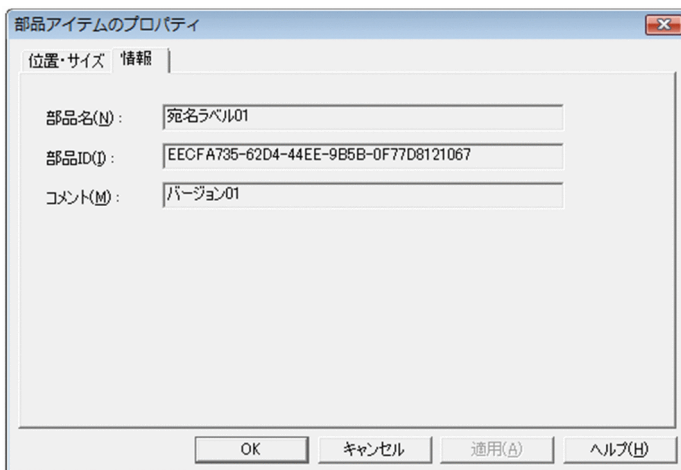 部品アイテムのプロパティ
位置・サイズ 情報
部品名(N): 宛名ラベル01
部品ID(I): EECFA735-62D4-44EE-9B5B-0F77D8121067
コメント(M): バージョン01
OK キャンセル 適用(A) ヘルプ(H)